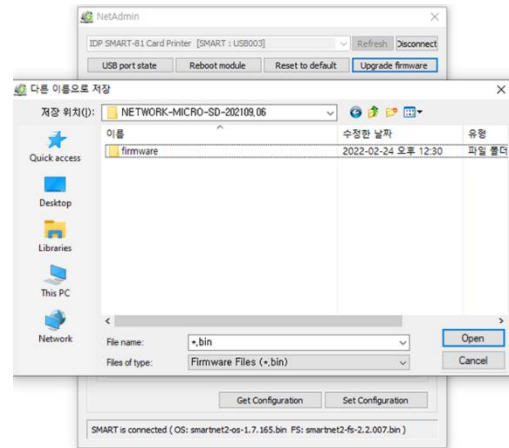 NetAdmin
IDP SMART-81 Card Printer [SMART : USB003]
Refresh
Disconnect
USB port state
Reboot module
Reset to default
Upgrade firmware
다른 이름으로 저장
저장 위치(I):
NETWORK-MICRO-SD-202109.06
이름
수정한 날짜
유형
firmware
2022-02-24 오후 12:30
파일 폴더
Quick access
Desktop
Libraries
This PC
Network
File name:
*.bin
Open
Files of type:
Firmware Files (*.bin)
Cancel
Get Configuration
Set Configuration
SMART is connected ( OS: smartnet2-os-1.7.165.bin FS: smartnet2-fs-2.2.007.bin )